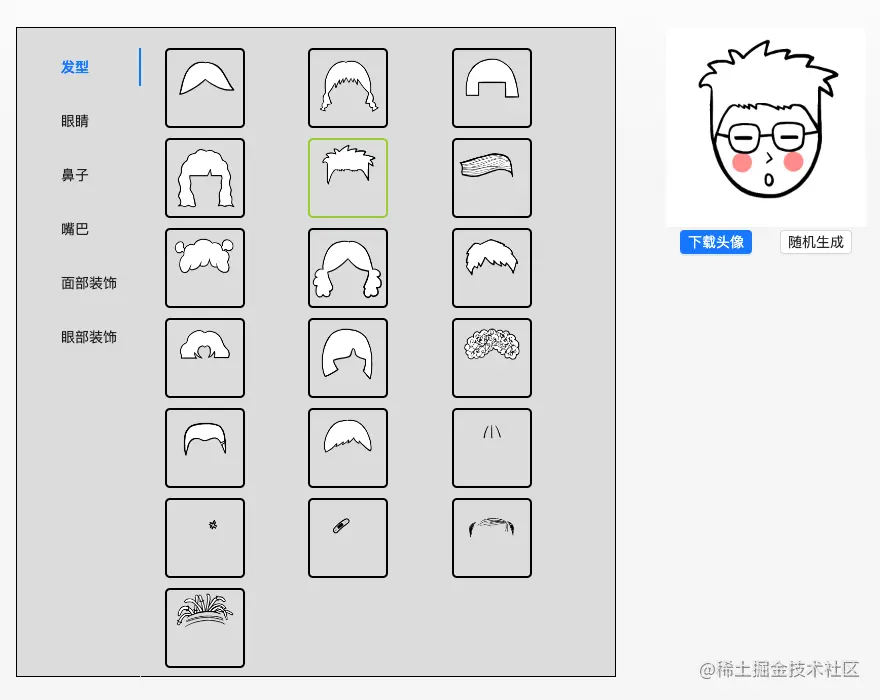 发型
眼睛
鼻子
嘴巴
面部装饰
眼部装饰
下载头像
随机生成
@稀土掘金技术社区